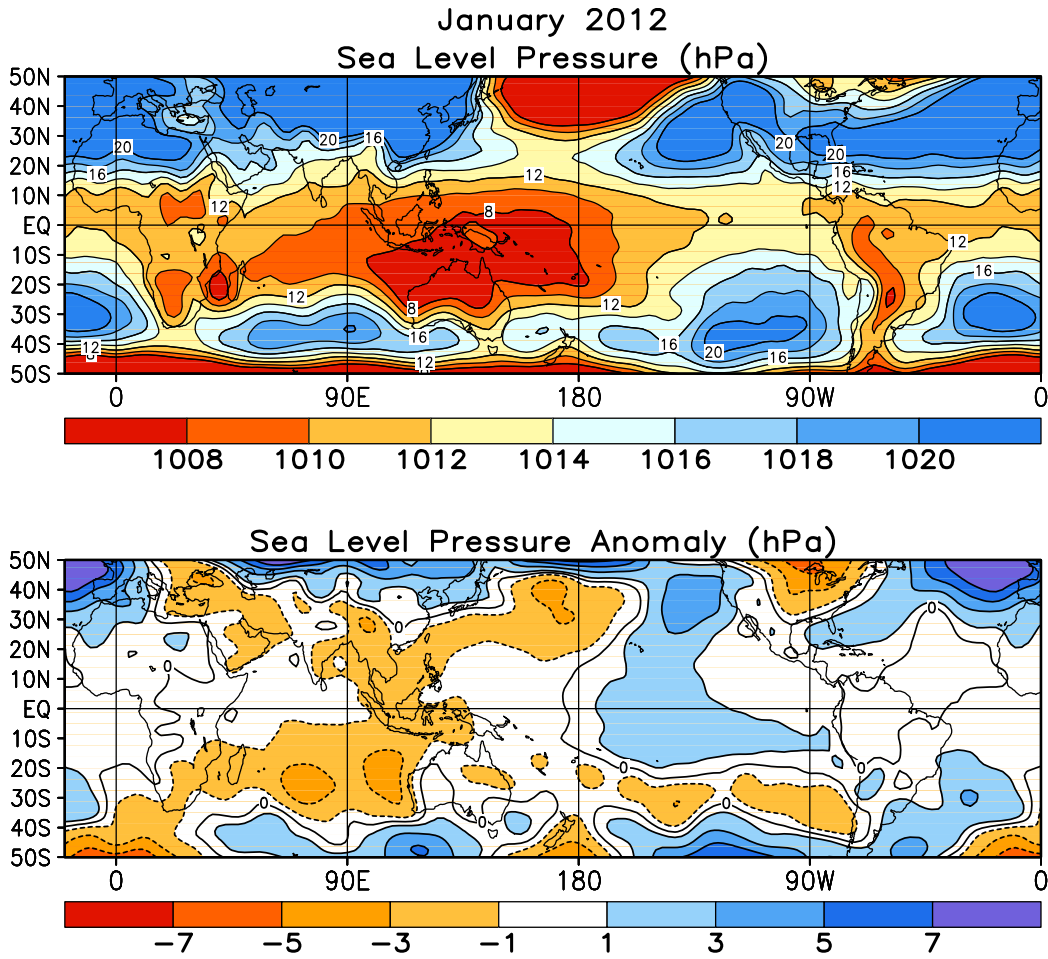 January 2012
Sea Level Pressure (hPa)
50N
40N
30N
20N
10N
EQ
10S
20S
30S
40S
50S
20
16
12
20
16
12
8
20
20
16
12
12
16
12
16
8
12
12
12
16
20
16
0 90E 180 90W 0
1008 1010 1012 1014 1016 1018 1020
Sea Level Pressure Anomaly (hPa)
50N
40N
30N
20N
10N
EQ
10S
20S
30S
40S
50S
0
0
0
0
0
0
0
0
0 90E 180 90W 0
−7 −5 −3 −1 1 3 5 7